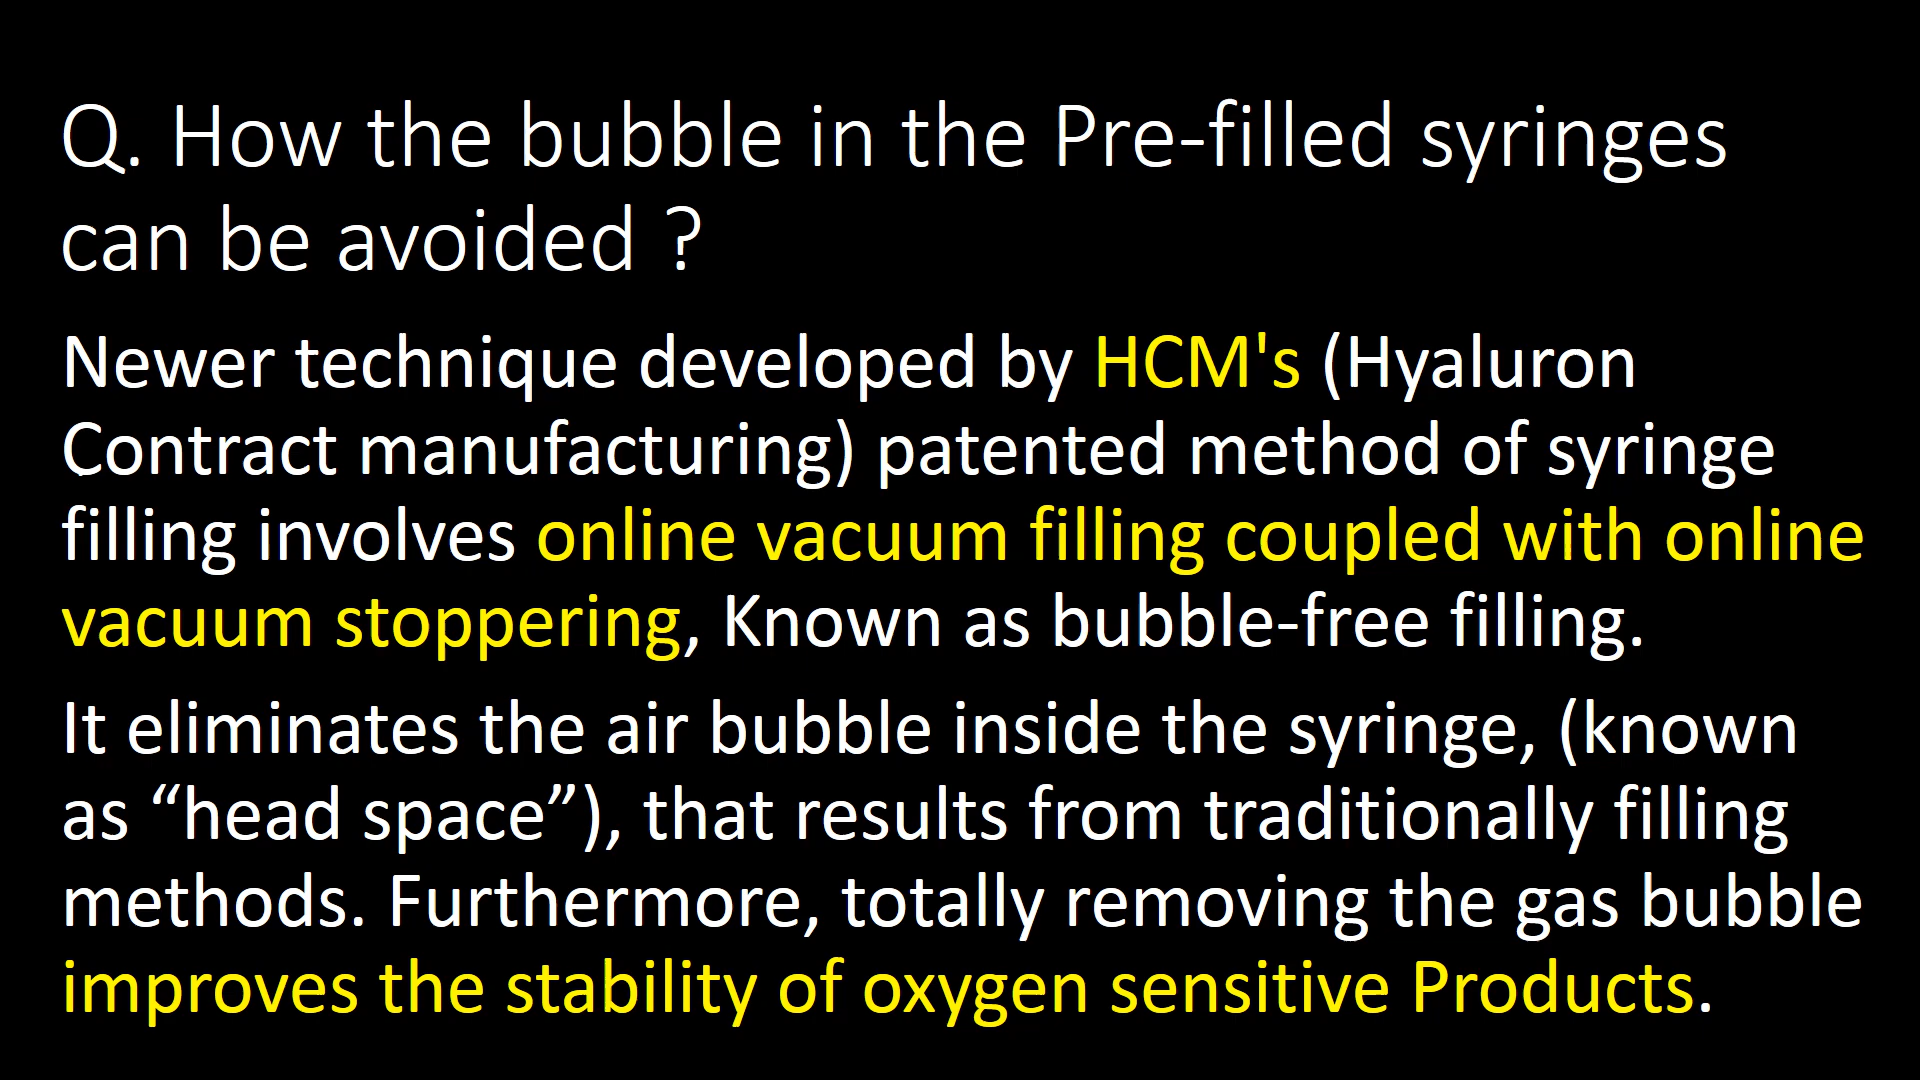 Q. How the bubble in the Pre-filled syringes
can be avoided ?
Newer technique developed by HCM's (Hyaluron
Contract manufacturing) patented method of syringe
filling involves online vacuum filling coupled with online
vacuum stoppering, Known as bubble-free filling.
It eliminates the air bubble inside the syringe, (known
as “head space”), that results from traditionally filling
methods. Furthermore, totally removing the gas bubble
improves the stability of oxygen sensitive Products.